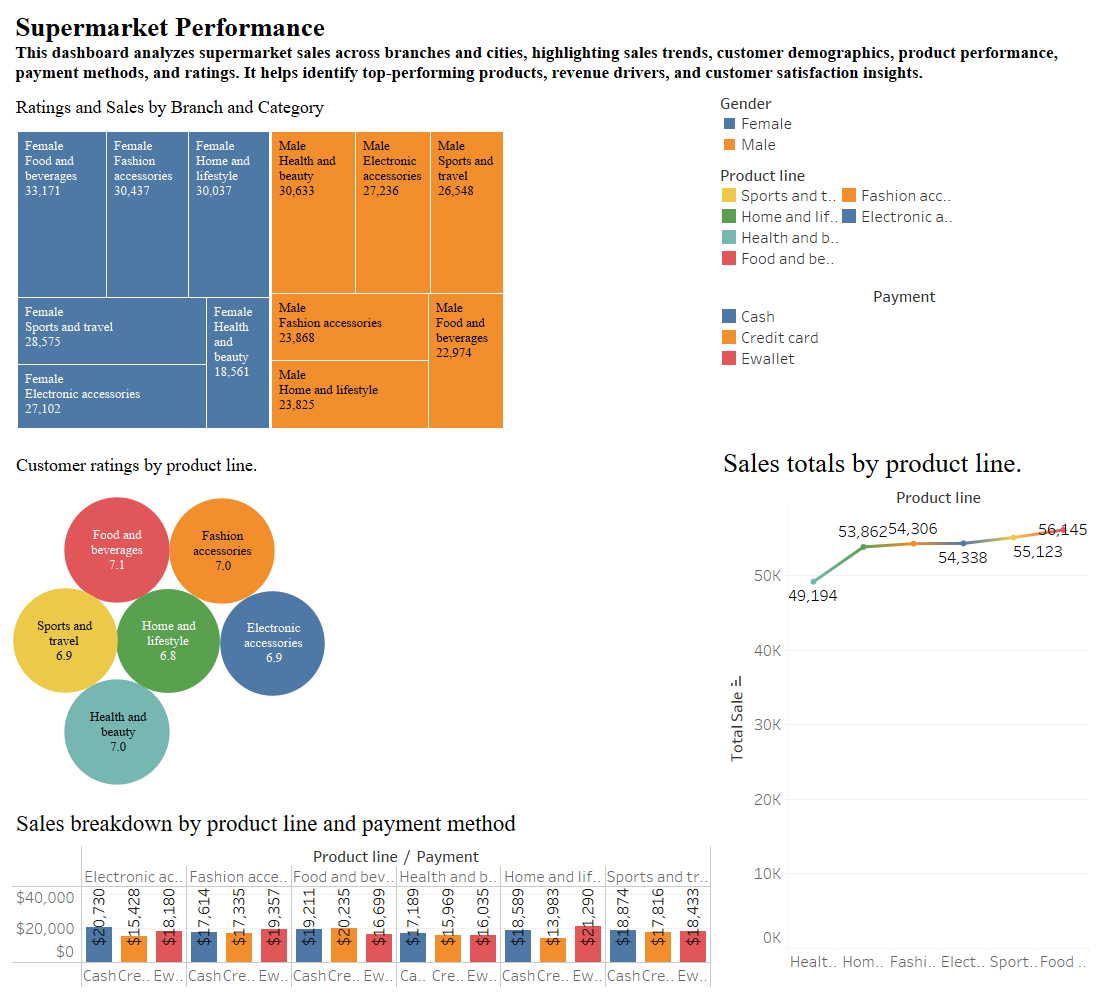 Supermarket Performance
This dashboard analyzes supermarket sales across branches and cities, highlighting sales trends, customer demographics, product performance,
payment methods, and ratings. It helps identify top-performing products, revenue drivers, and customer satisfaction insights.
Ratings and Sales by Branch and Category
Female
Food and
beverages
33,171
Female
Fashion
accessories
30,437
Female
Home and
lifestyle
30,037
Male
Health and
beauty
30,633
Male
Electronic
accessories
27,236
Male
Sports and
travel
26,548
Female
Sports and travel
28,575
Female
Health
and
beauty
18,561
Female
Electronic accessories
27,102
Male
Fashion accessories
23,868
Male
Food and
beverages
22,974
Male
Home and lifestyle
23,825
Gender
Female
Male
Product line
Sports and t.. Fashion acc..
Home and lif.. Electronic a..
Health and b..
Food and be..
Payment
Cash
Credit card
Ewallet
Customer ratings by product line.
Food and
beverages
7.1
Fashion
accessories
7.0
Sports and
travel
6.9
Home and
lifestyle
6.8
Electronic
accessories
6.9
Health and
beauty
7.0
Sales totals by product line.
Product line
49,194
53,862
54,306
54,338
55,123
56,145
Total Sale
50K
40K
30K
20K
10K
0K
Healt.. Hom.. Fashi.. Elect.. Sport.. Food ..
Sales breakdown by product line and payment method
Product line / Payment
Electronic ac.. Fashion acce.. Food and bev.. Health and b.. Home and lif.. Sports and tr..
$40,000
$20,000
$0
$20,730 $15,428 $18,180 $17,614 $17,335 $19,357 $19,211 $20,235 $16,699 $17,189 $15,969 $16,035 $18,589 $13,983 $21,290 $18,874 $17,816 $18,433
Cash Cre.. Ew.. Cash Cre.. Ew.. Cash Cre.. Ew.. Ca.. Cre.. Ew.. Cash Cre.. Ew.. Cash Cre.. Ew..